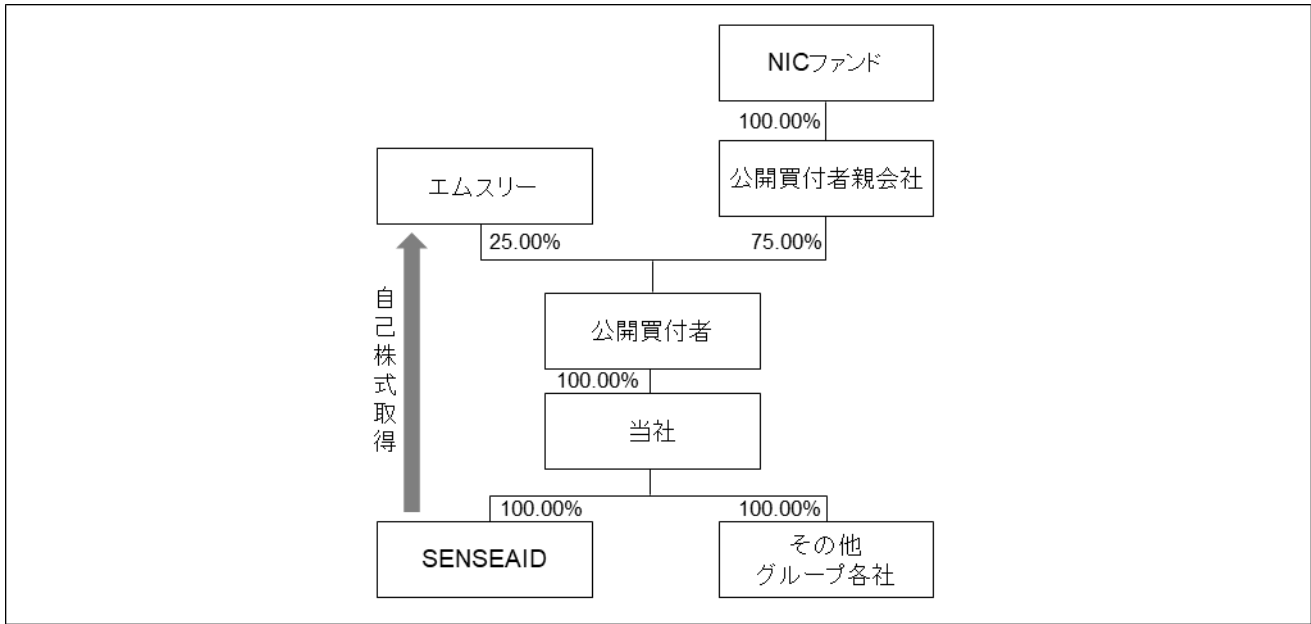 NICファンド
100.00%
エムスリー
公開買付者親会社
25.00%
75.00%
自己株式取得
公開買付者
100.00%
当社
100.00%
100.00%
SENSEAID
その他
グループ各社